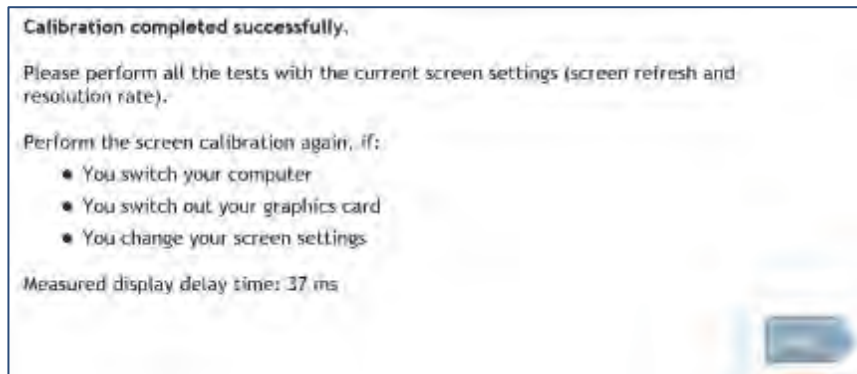 Calibration completed successfully.
Please perform all the tests with the current screen settings (screen refresh and
resolution rate).
Perform the screen calibration again, if:
• You switch your computer
• You switch out your graphics card
• You change your screen settings
Measured display delay time: 37 ms